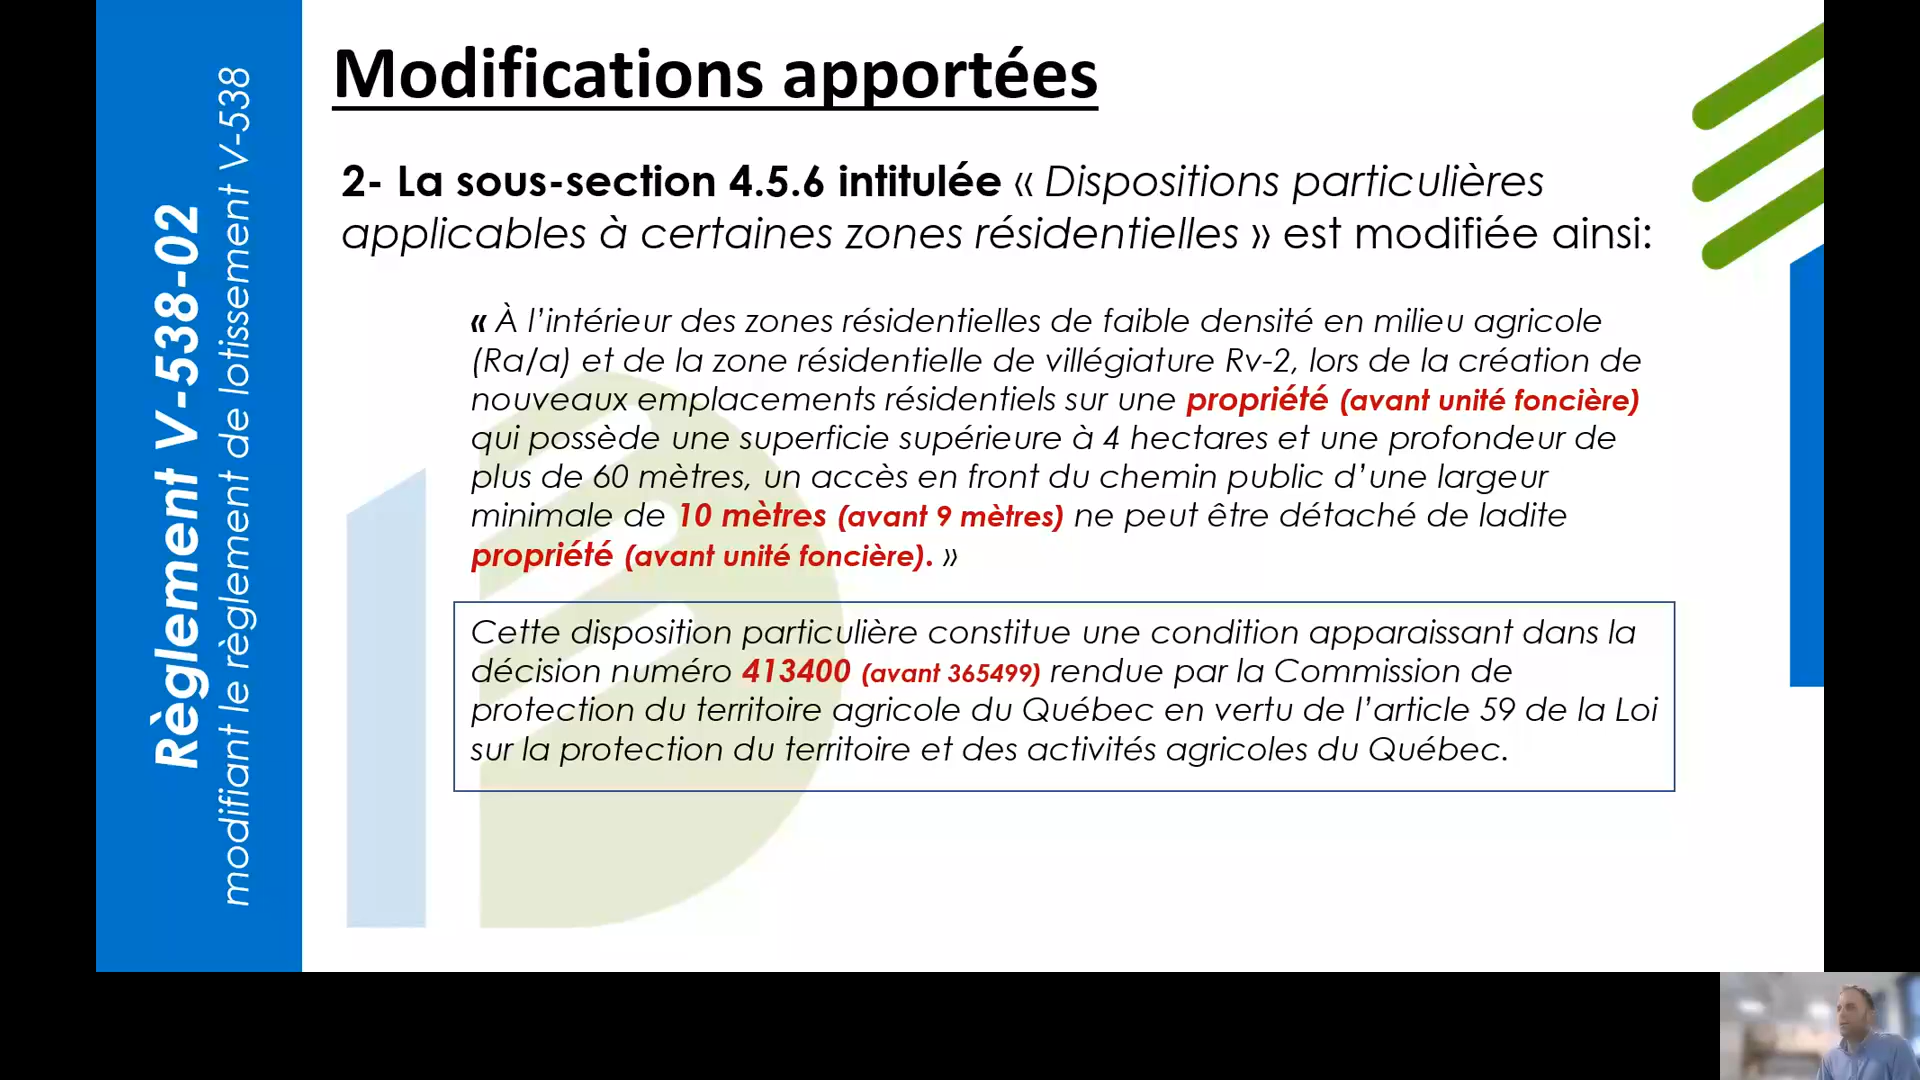 Règlement V-538-02
modifiant le règlement de lotissement V-538
Modifications apportées
2- La sous-section 4.5.6 intitulée « Dispositions particulières
applicables à certaines zones résidentielles » est modifiée ainsi:
« À l’intérieur des zones résidentielles de faible densité en milieu agricole
(Ra/a) et de la zone résidentielle de villégiature Rv-2, lors de la création de
nouveaux emplacements résidentiels sur une propriété (avant unité foncière)
qui possède une superficie supérieure à 4 hectares et une profondeur de
plus de 60 mètres, un accès en front du chemin public d’une largeur
minimale de 10 mètres (avant 9 mètres) ne peut être détaché de ladite
propriété (avant unité foncière). »
Cette disposition particulière constitue une condition apparaissant dans la
décision numéro 413400 (avant 365499) rendue par la Commission de
protection du territoire agricole du Québec en vertu de l’article 59 de la Loi
sur la protection du territoire et des activités agricoles du Québec.